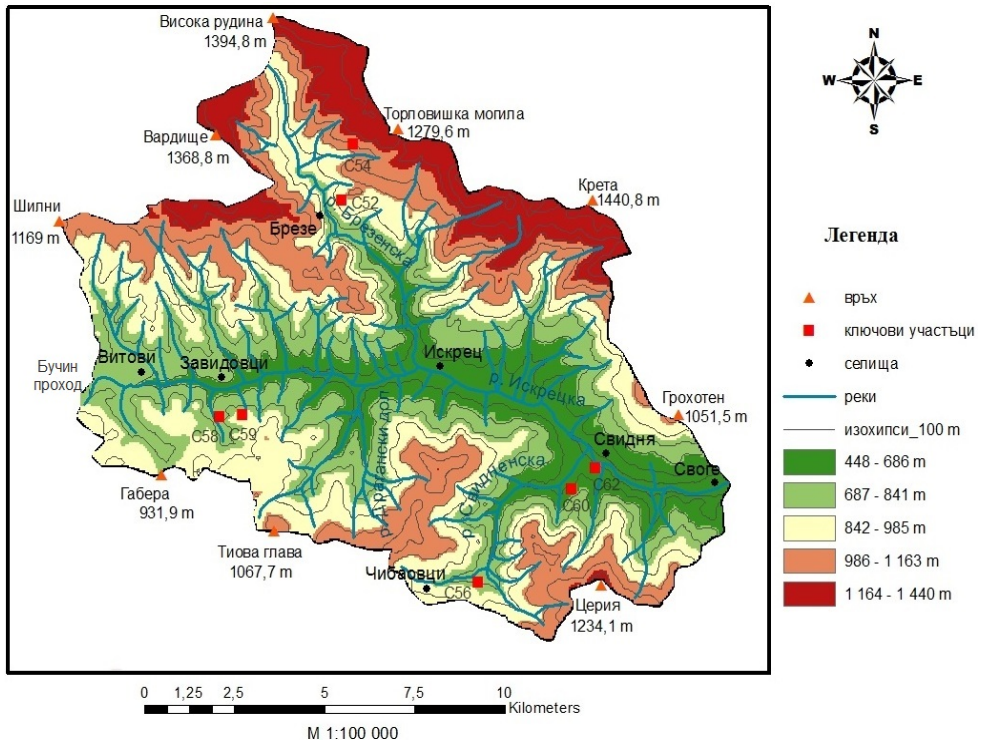 Висока рудина
1394,8 m
N
W
E
S
Торповишка могила
1279,6 m
Вардище
1368,8 m
C54
Крета
1440,8 m
Шипни
1169 m
C52
р. Брезенска
Брезе
Легенда
връх
ключови участъци
селища
реки
изохипси_100 m
448 - 686 m
687 - 841 m
842 - 985 m
986 - 1 163 m
1 164 - 1 440 m
Бучин
проход
Витови
Завидовци
Искрец
р. Искрецка
Грохотен
1051,5 m
C58
C59
Свидня
Своге
C62
C60
Габера
931,9 m
р. Свидненска
Тиова глава
1067,7 m
Чибаовци
C56
Церия
1234,1 m
0
1,25
2,5
5
7,5
10
Kilometers
М 1:100 000